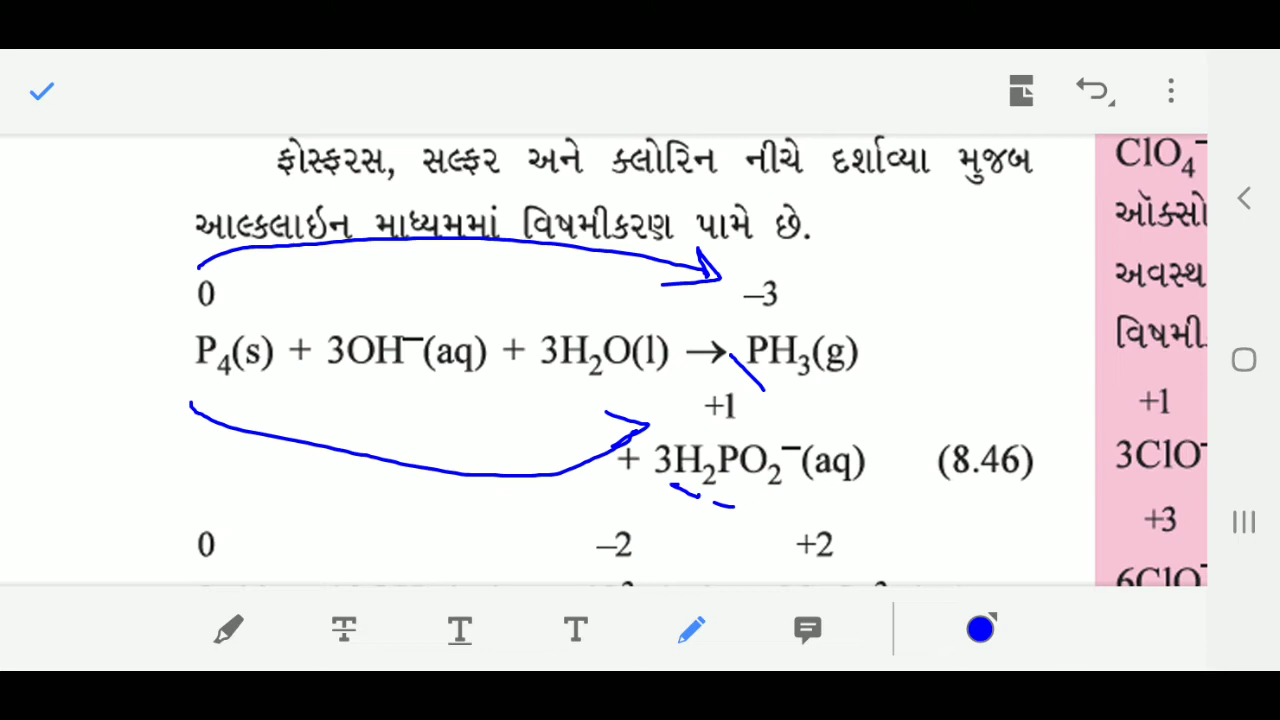 ફોસ્ફરસ, સલ્ફર અને ક્લોરિન નીચે દર્શાવ્યા મુજબ
આલ્કલાઇન માધ્યમમાં વિષમીકરણ પામે છે.
0 –3
P₄(s) + 3OH⁻(aq) + 3H₂O(l) → PH₃(g)
+1
+ 3H₂PO₂⁻(aq) (8.46)
0 –2 +2
ClO₄⁻
ઑક્સો
અવસ્થ
વિષમી
+1
3ClO⁻
+3
6ClO⁻